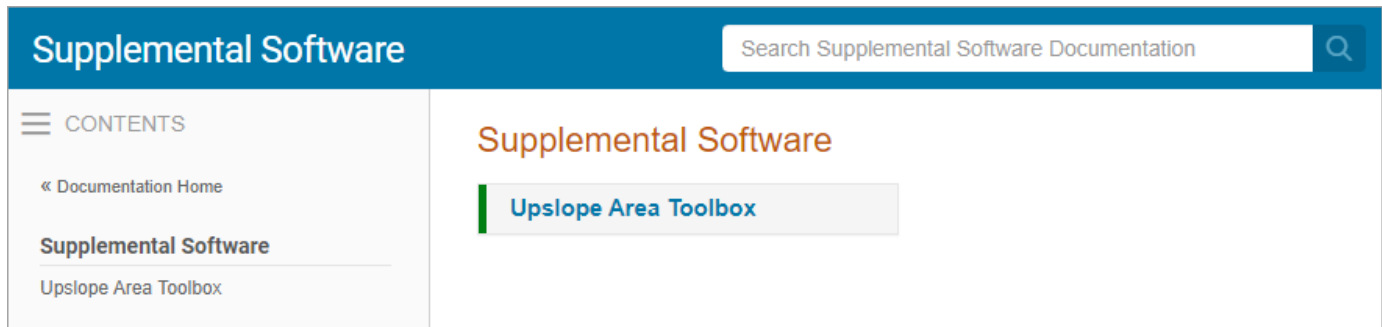 Supplemental Software
Search Supplemental Software Documentation
CONTENTS
« Documentation Home
Supplemental Software
Upslope Area Toolbox
Supplemental Software
Upslope Area Toolbox